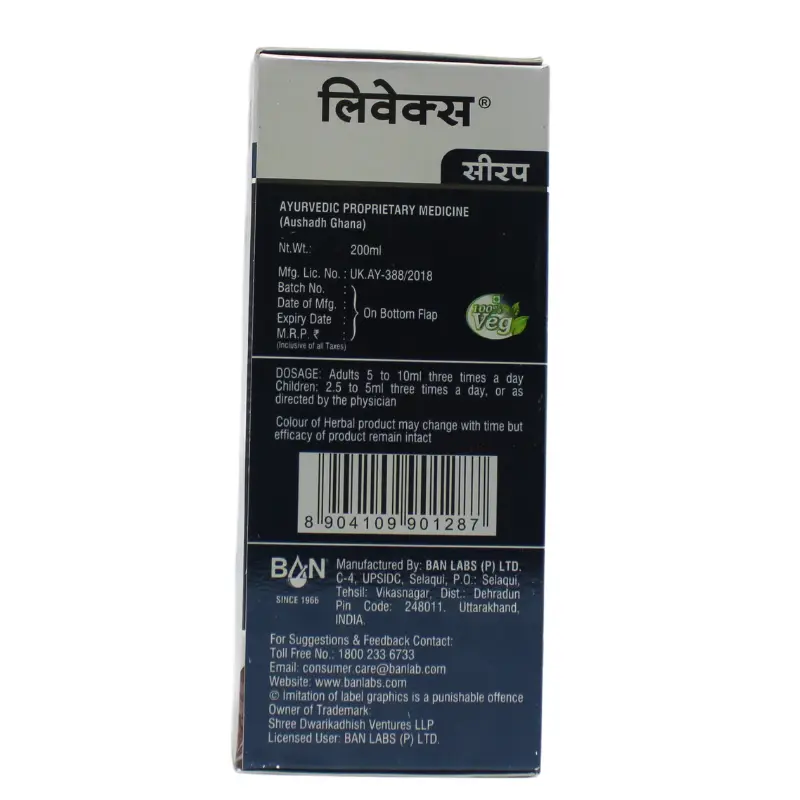 लिवेक्स®
सीरप
AYURVEDIC PROPRIETARY MEDICINE
(Aushadh Ghana)
Nt.Wt.: 200ml
Mfg. Lic. No. : UK.AY-388/2018
Batch No. :
Date of Mfg. :
Expiry Date : } On Bottom Flap
M.R.P. ₹ :
(Inclusive of all Taxes)
100%
Veg
DOSAGE: Adults 5 to 10ml three times a day
Children: 2.5 to 5ml three times a day, or as
directed by the physician
Colour of Herbal product may change with time but
efficacy of product remain intact
8 904109 901287
BAN
SINCE 1966
Manufactured By: BAN LABS (P) LTD.
C-4, UPSIDC, Selaqui, P.O.: Selaqui,
Tehsil: Vikasnagar, Dist.: Dehradun
Pin Code: 248011. Uttarakhand,
INDIA.
For Suggestions & Feedback Contact:
Toll Free No.: 1800 233 6733
Email: consumer.care@banlab.com
Website: www.banlabs.com
© Imitation of label graphics is a punishable offence
Owner of Trademark:
Shree Dwarikadhish Ventures LLP
Licensed User: BAN LABS (P) LTD.